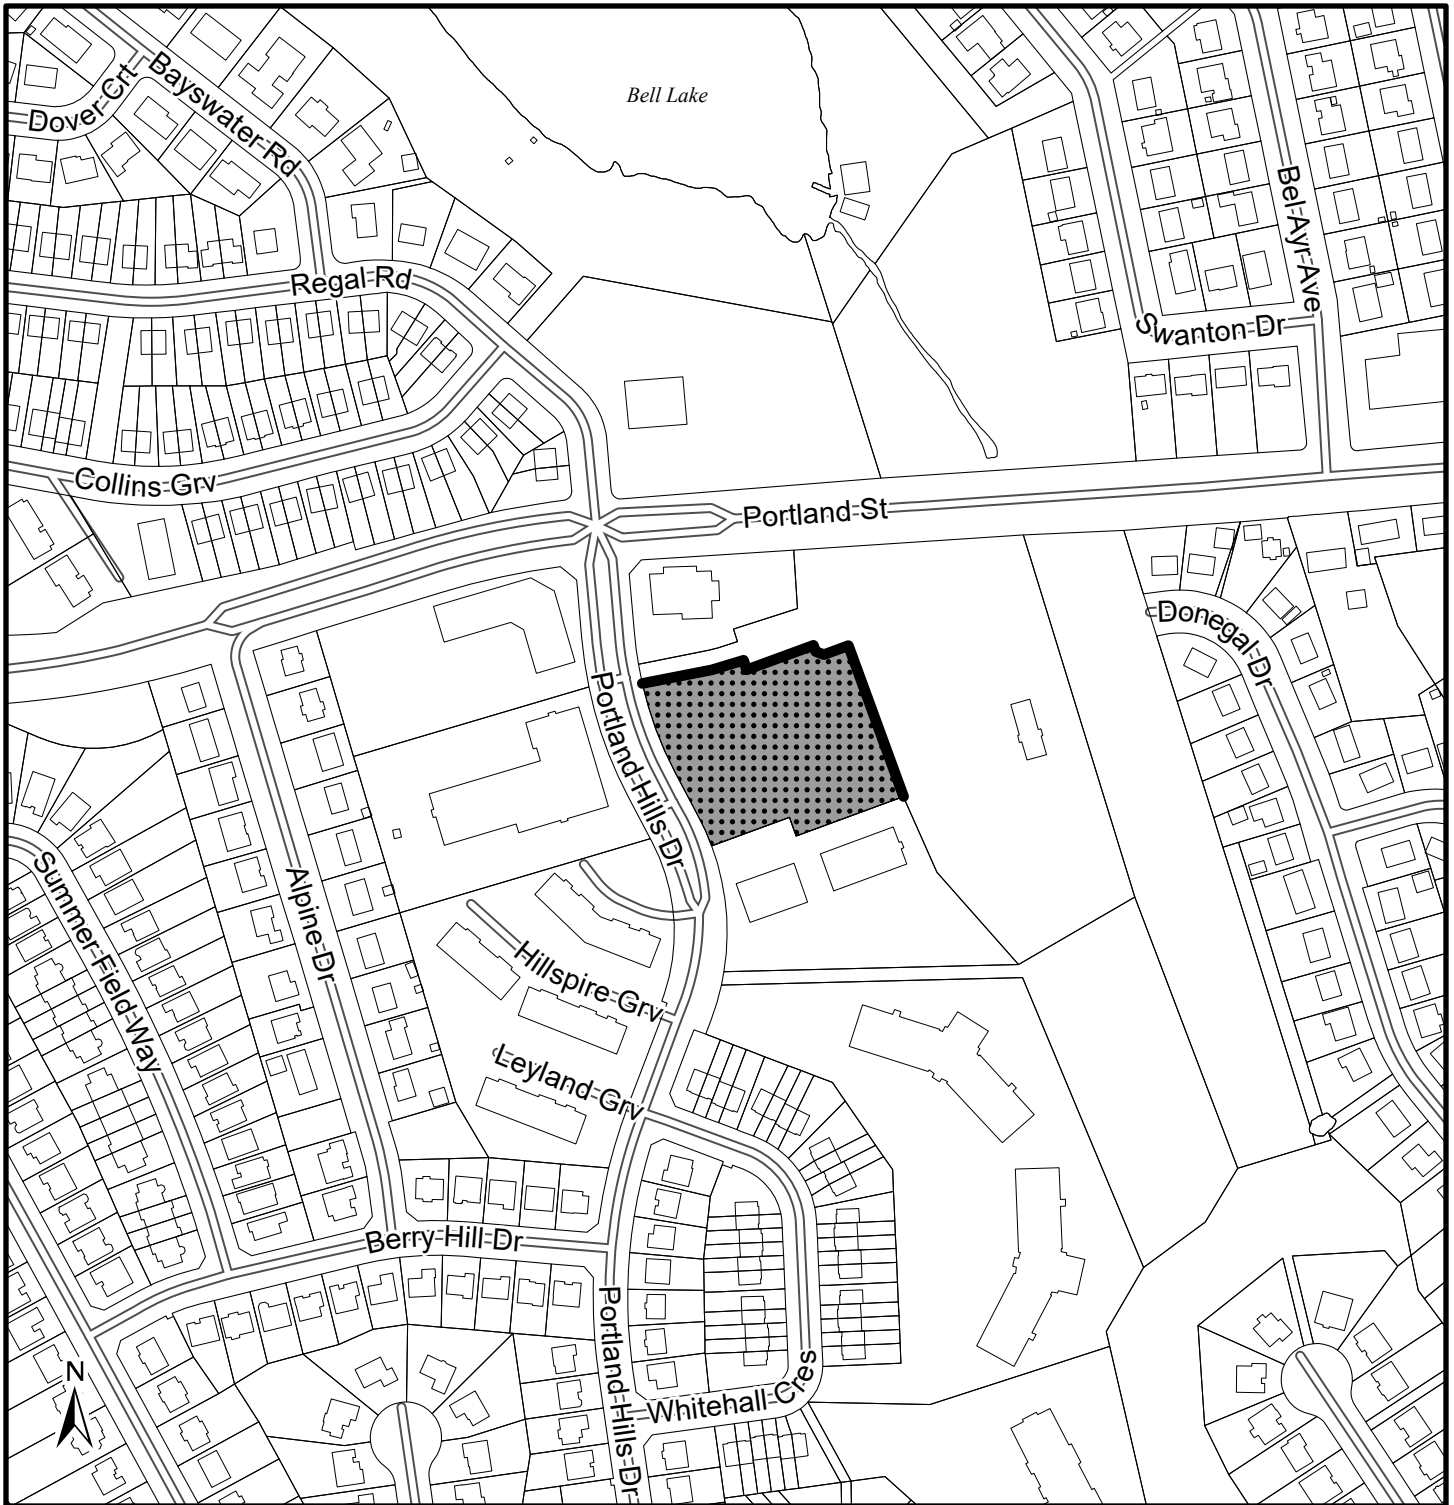 Bell Lake
Dover Crt
Bayswater Rd
Bel Ayr Ave
Regal Rd
Swanton Dr
Collins Grv
Portland St
Donegal Dr
Portland Hills Dr
Summer Field Way
Alpine Dr
Hillspire Grv
Leyland Grv
Berry Hill Dr
Portland Hills Dr
Whitehall Cres
N